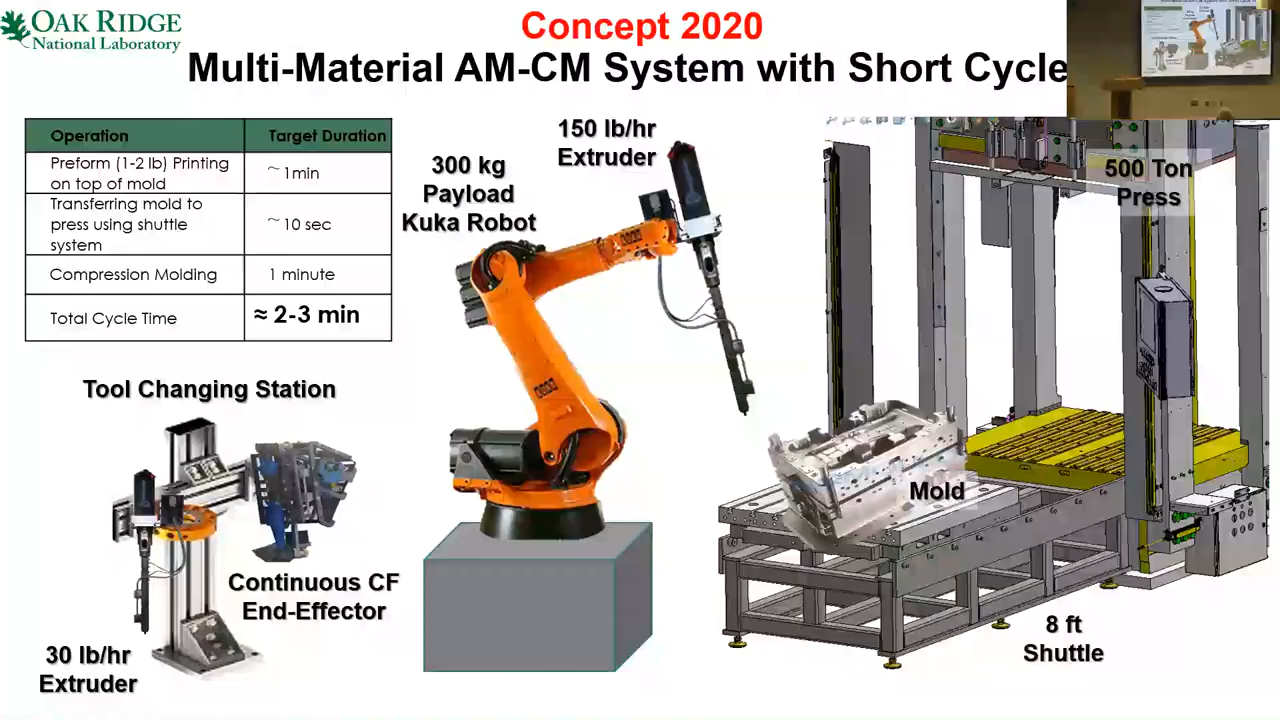 OAK RIDGE
National Laboratory
Concept 2020
Multi-Material AM-CM System with Short Cycle
Operation
Target Duration
Preform (1-2 lb) Printing
on top of mold
~ 1min
Transferring mold to
press using shuttle
system
~ 10 sec
Compression Molding
1 minute
Total Cycle Time
≈ 2-3 min
150 lb/hr
Extruder
300 kg
Payload
Kuka Robot
500 Ton
Press
Tool Changing Station
Mold
Continuous CF
End-Effector
30 lb/hr
Extruder
8 ft
Shuttle